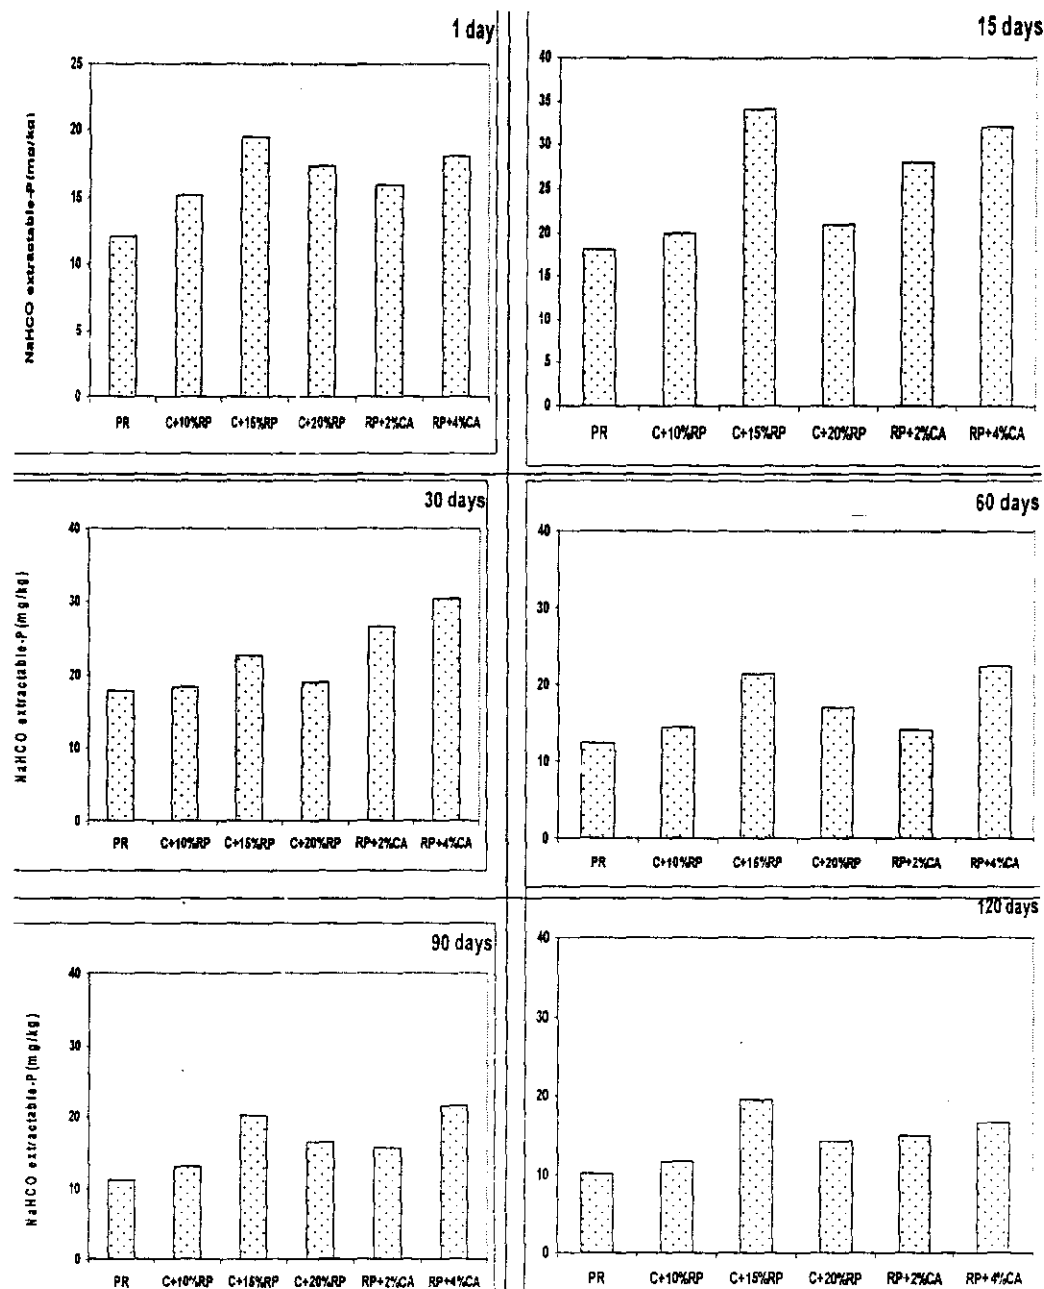 1 day
25
20
15
10
5
0
NaHCO extractable-P(mg/kg)
PR C+10%RP C+15%RP C+20%RP RP+2%CA RP+4%CA
15 days
40
35
30
25
20
15
10
5
0
PR C+10%RP C+15%RP C+20%RP RP+2%CA RP+4%CA
30 days
40
30
20
10
0
NaHCO extractable-P(mg/kg)
PR C+10%RP C+15%RP C+20%RP RP+2%CA RP+4%CA
60 days
40
30
20
10
0
PR C+10%RP C+15%RP C+20%RP RP+2%CA RP+4%CA
90 days
40
30
20
10
0
NaHCO extractable-P(mg/kg)
PR C+10%RP C+15%RP C+20%RP RP+2%CA RP+4%CA
120 days
40
30
20
10
0
PR C+10%RP C+15%RP C+20%RP RP+2%CA RP+4%CA